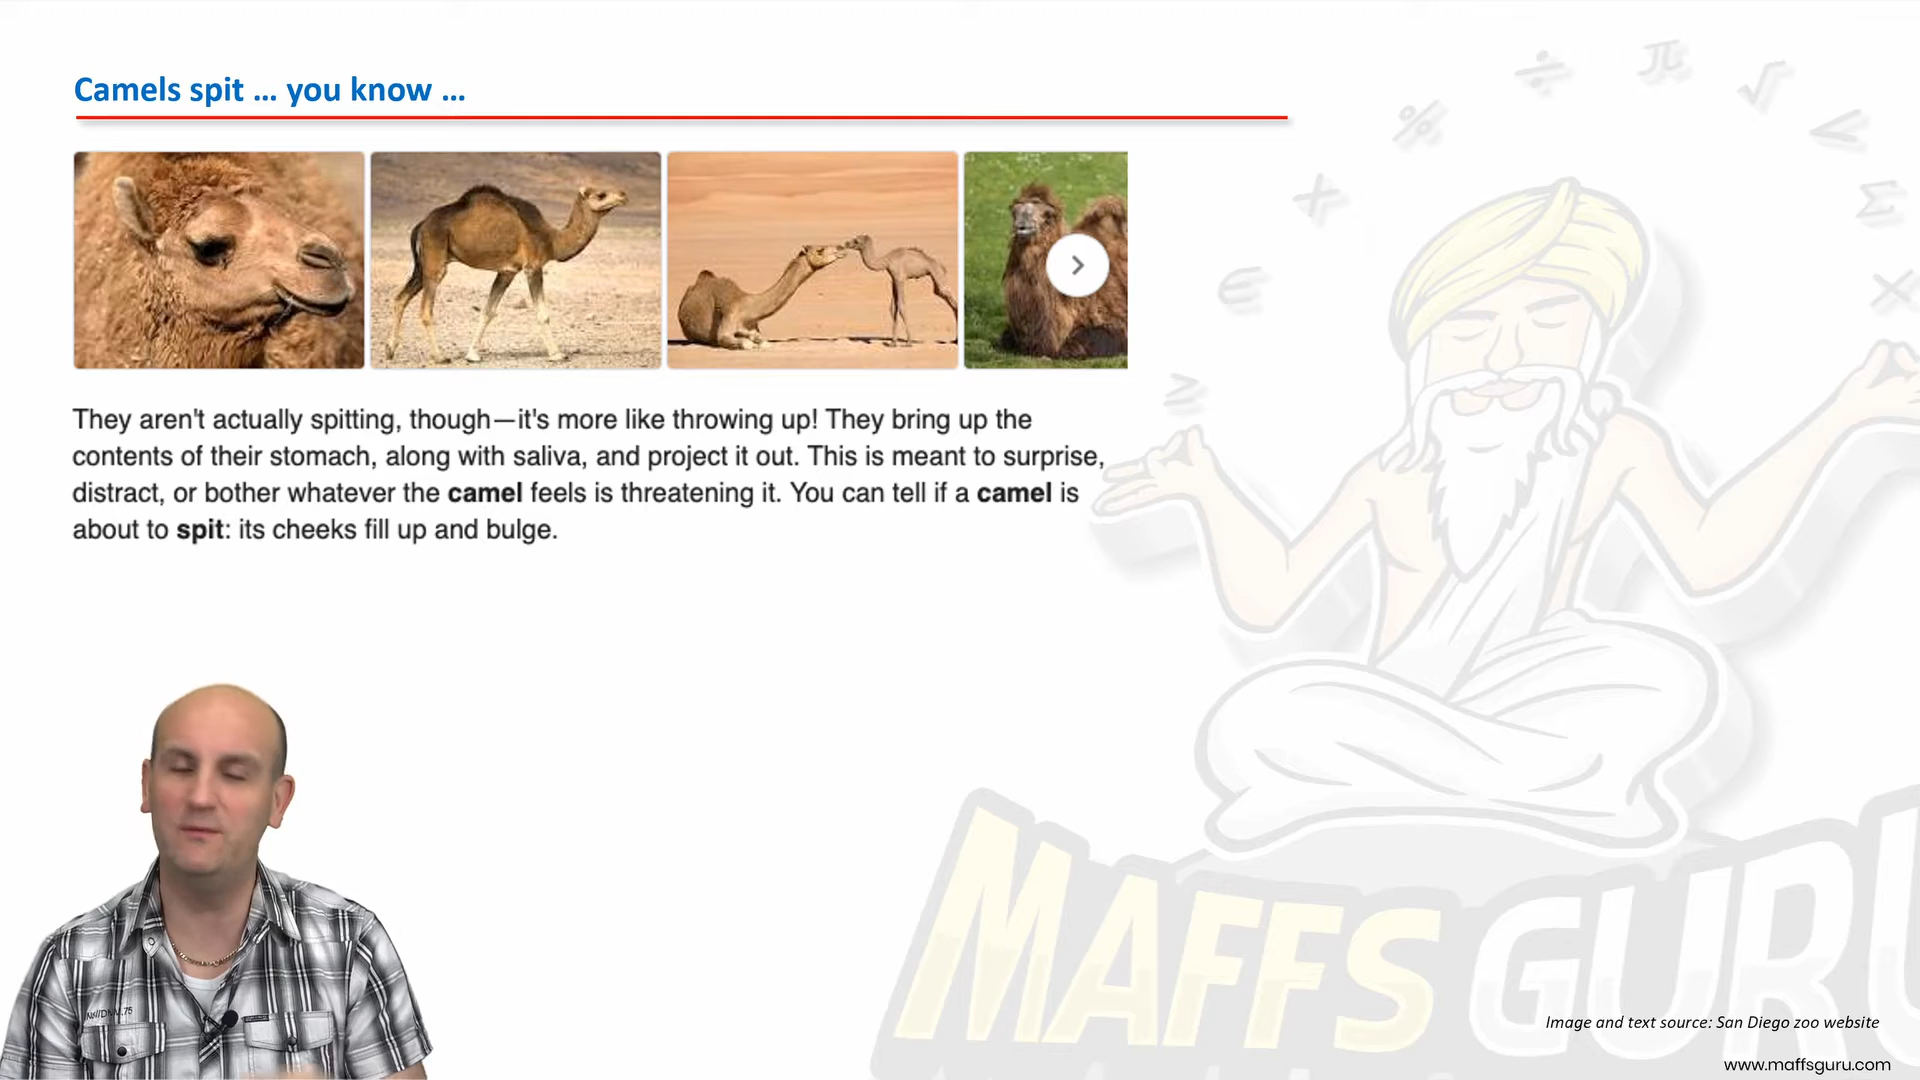 Camels spit ... you know ...
They aren't actually spitting, though—it's more like throwing up! They bring up the
contents of their stomach, along with saliva, and project it out. This is meant to surprise,
distract, or bother whatever the camel feels is threatening it. You can tell if a camel is
about to spit: its cheeks fill up and bulge.
% ÷ π √ <
+ Σ
∈ ×
≥
MAFFS GURU
Image and text source: San Diego zoo website
www.maffsguru.com